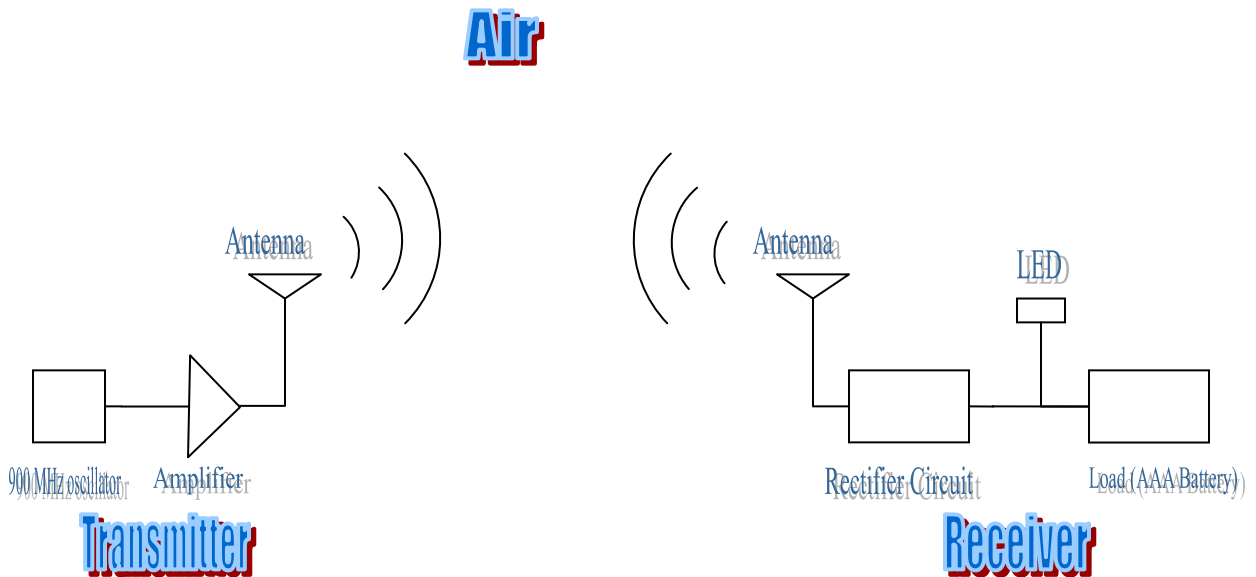 Air
Antenna
Antenna
LED
900 MHz oscillator
Amplifier
Rectifier Circuit
Load (AAA Battery)
Transmitter
Receiver